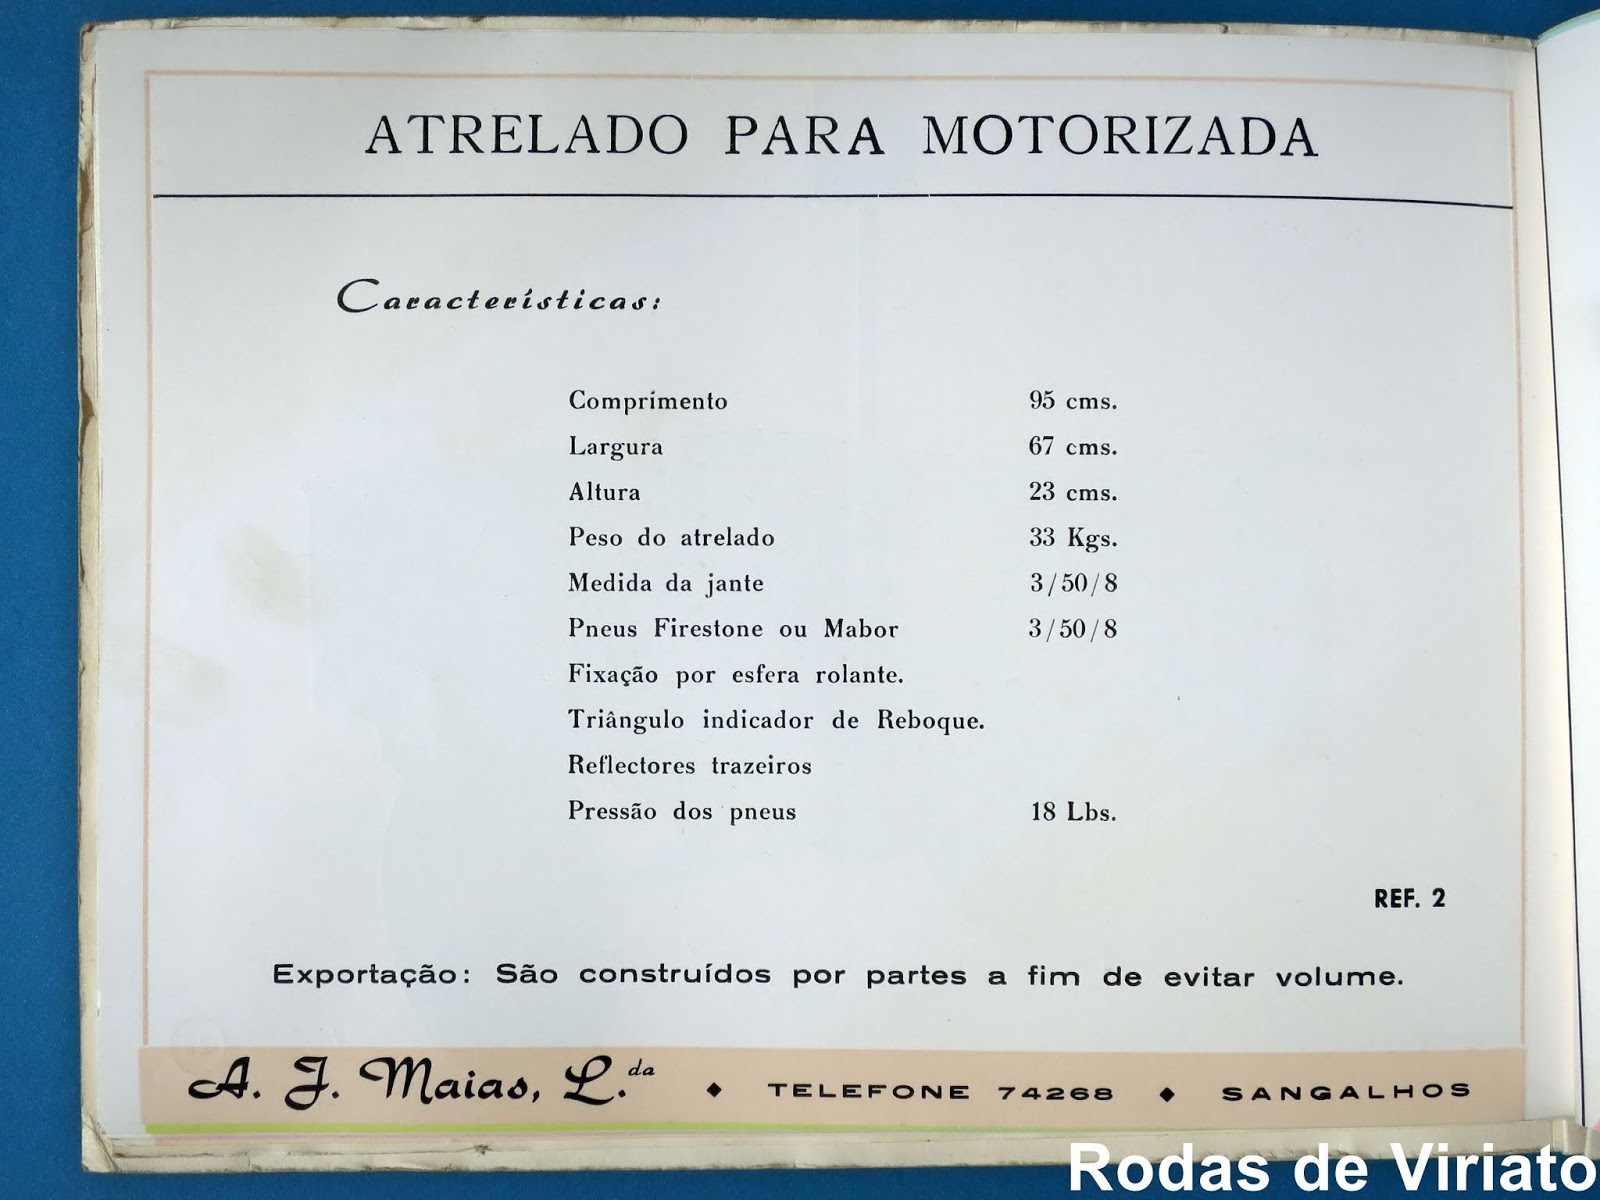 ATRELADO PARA MOTORIZADA
Características:
Comprimento 95 cms.
Largura 67 cms.
Altura 23 cms.
Peso do atrelado 33 Kgs.
Medida da jante 3/50/8
Pneus Firestone ou Mabor 3/50/8
Fixação por esfera rolante.
Triângulo indicador de Reboque.
Reflectores trazeiros
Pressão dos pneus 18 Lbs.
REF. 2
Exportação: São construídos por partes a fim de evitar volume.
A. J. Maias, L.da ◆ TELEFONE 74268 ◆ SANGALHOS
Rodas de Viriato